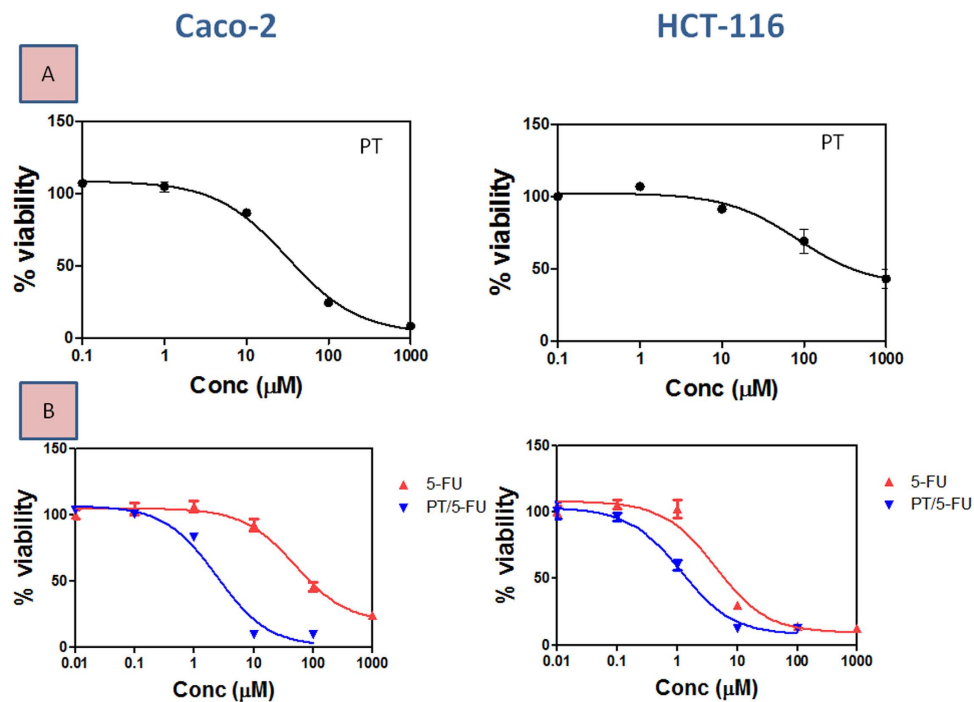 Caco-2 HCT-116
A
150
100
50
0
% viability
PT
0.1 1 10 100 1000
Conc (µM)
150
100
50
0
% viability
PT
0.1 1 10 100 1000
Conc (µM)
B
150
100
50
0
% viability
5-FU
PT/5-FU
0.01 0.1 1 10 100 1000
Conc (µM)
150
100
50
0
% viability
5-FU
PT/5-FU
0.01 0.1 1 10 100 1000
Conc (µM)